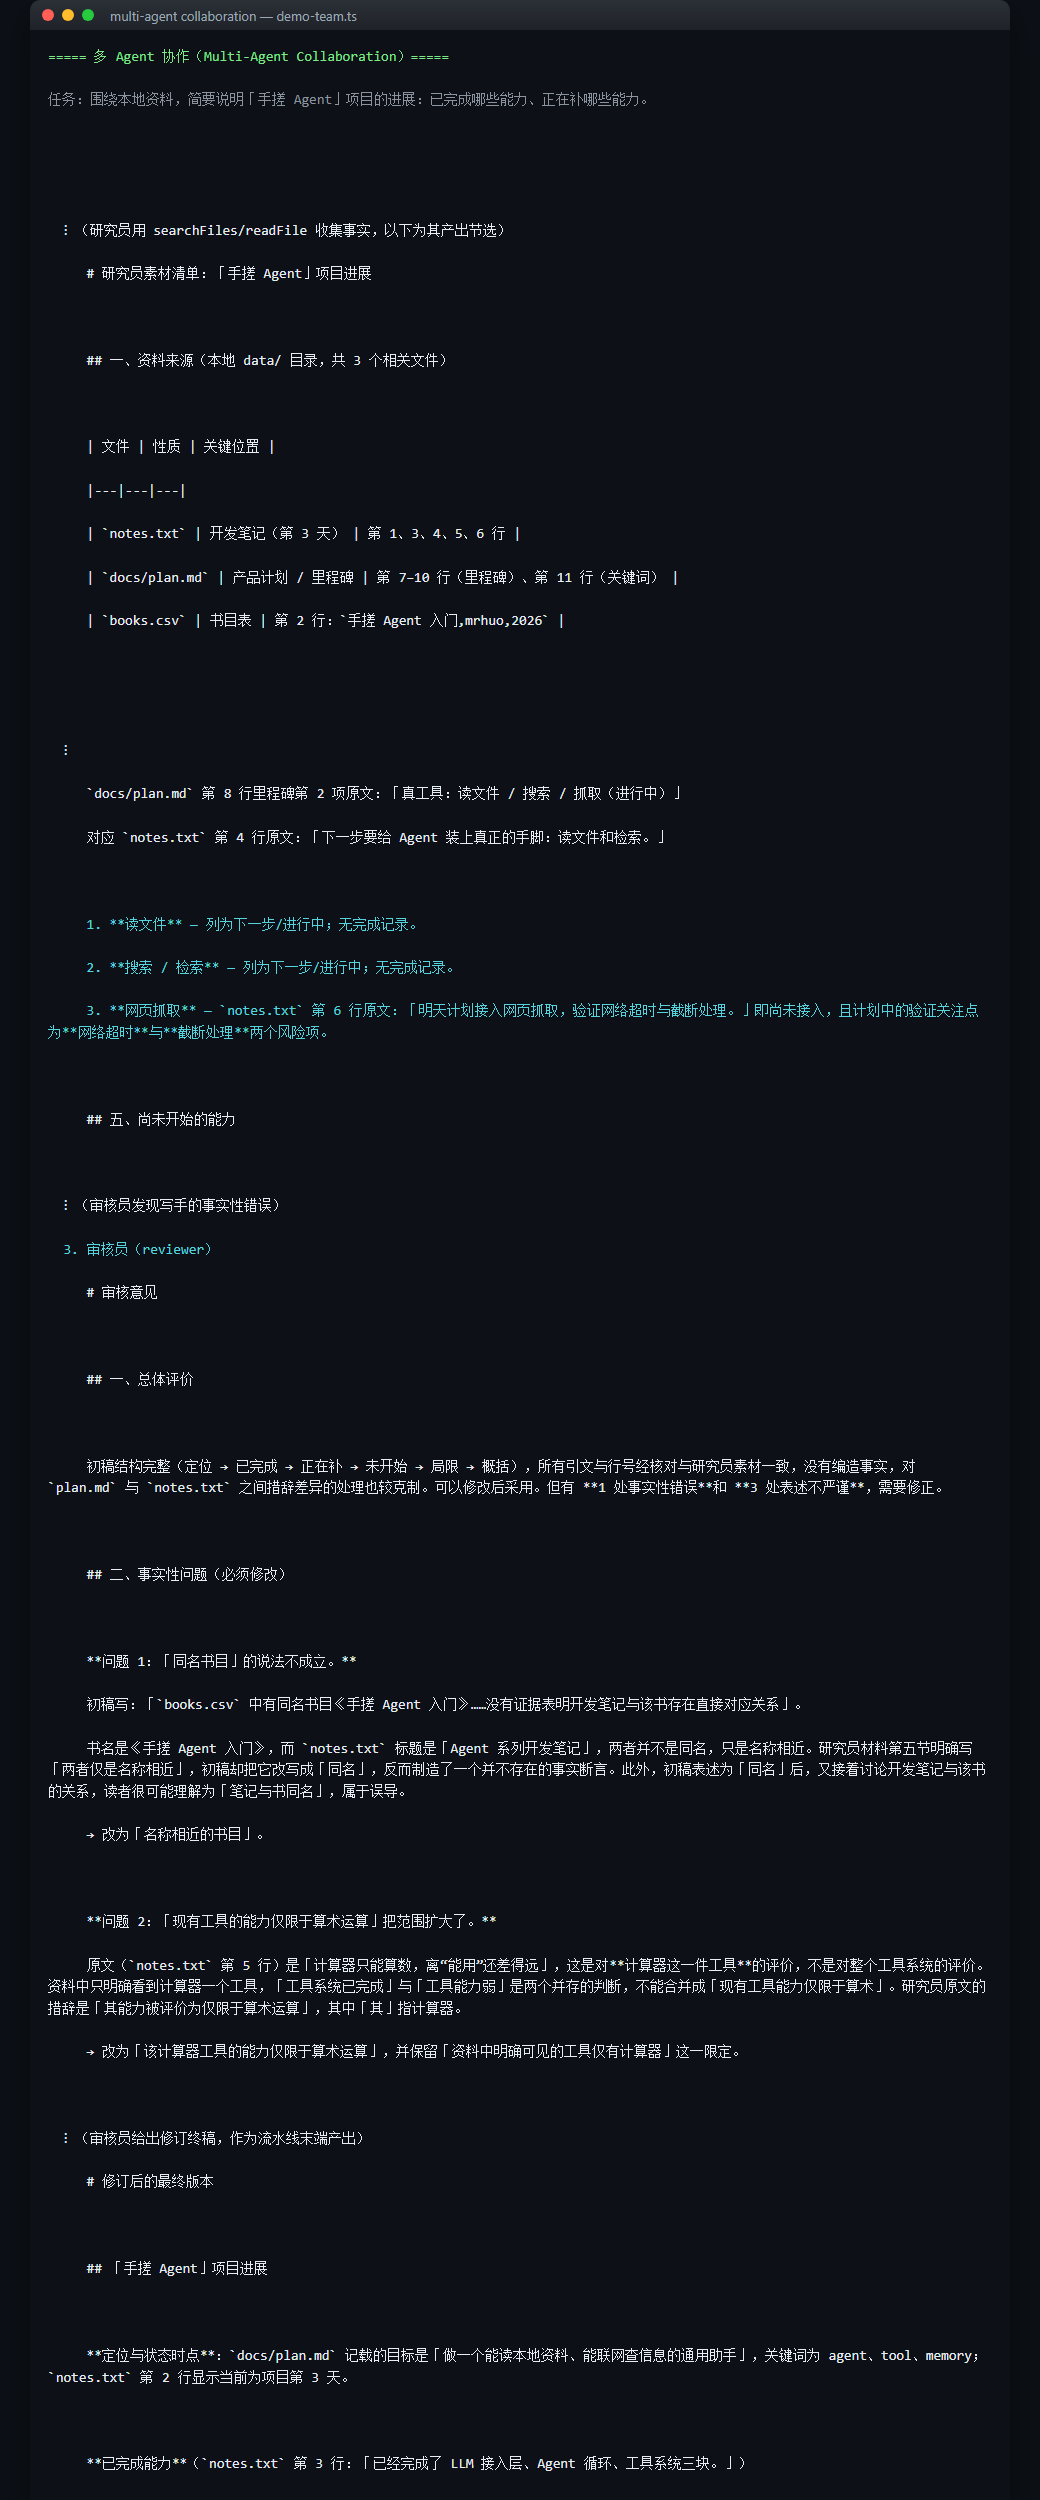 multi-agent collaboration — demo-team.ts
===== 多 Agent 协作（Multi-Agent Collaboration）=====
任务：围绕本地资料，简要说明「手搓 Agent」项目的进展：已完成哪些能力、正在补哪些能力。
⋮（研究员用 searchFiles/readFile 收集事实，以下为其产出节选）
# 研究员素材清单：「手搓 Agent」项目进展
## 一、资料来源（本地 data/ 目录，共 3 个相关文件）
| 文件 | 性质 | 关键位置 |
|---|---|---|
| `notes.txt` | 开发笔记（第 3 天） | 第 1、3、4、5、6 行 |
| `docs/plan.md` | 产品计划 / 里程碑 | 第 7–10 行（里程碑）、第 11 行（关键词） |
| `books.csv` | 书目表 | 第 2 行：`手搓 Agent 入门,mrhuo,2026` |
⋮
`docs/plan.md` 第 8 行里程碑第 2 项原文：「真工具：读文件 / 搜索 / 抓取（进行中）」
对应 `notes.txt` 第 4 行原文：「下一步要给 Agent 装上真正的手脚：读文件和检索。」
1. **读文件** — 列为下一步/进行中；无完成记录。
2. **搜索 / 检索** — 列为下一步/进行中；无完成记录。
3. **网页抓取** — `notes.txt` 第 6 行原文：「明天计划接入网页抓取，验证网络超时与截断处理。」即尚未接入，且计划中的验证关注点
为**网络超时**与**截断处理**两个风险项。
## 五、尚未开始的能力
⋮（审核员发现写手的事实性错误）
3. 审核员（reviewer）
# 审核意见
## 一、总体评价
初稿结构完整（定位 → 已完成 → 正在补 → 未开始 → 局限 → 概括），所有引文与行号经核对与研究员素材一致，没有编造事实，对
`plan.md` 与 `notes.txt` 之间措辞差异的处理也较克制。可以修改后采用。但有 **1 处事实性错误**和 **3 处表述不严谨**，需要修正。
## 二、事实性问题（必须修改）
**问题 1：「同名书目」的说法不成立。**
初稿写：「`books.csv` 中有同名书目《手搓 Agent 入门》……没有证据表明开发笔记与该书存在直接对应关系」。
书名是《手搓 Agent 入门》，而 `notes.txt` 标题是「Agent 系列开发笔记」，两者并不是同名，只是名称相近。研究员材料第五节明确写
「两者仅是名称相近」，初稿却把它改写成「同名」，反而制造了一个并不存在的事实断言。此外，初稿表述为「同名」后，又接着讨论开发笔记与该书
的关系，读者很可能理解为「笔记与书同名」，属于误导。
→ 改为「名称相近的书目」。
**问题 2：「现有工具的能力仅限于算术运算」把范围扩大了。**
原文（`notes.txt` 第 5 行）是「计算器只能算数，离“能用”还差得远」，这是对**计算器这一件工具**的评价，不是对整个工具系统的评价。
资料中只明确看到计算器一个工具，「工具系统已完成」与「工具能力弱」是两个并存的判断，不能合并成「现有工具能力仅限于算术」。研究员原文的
措辞是「其能力被评价为仅限于算术运算」，其中「其」指计算器。
→ 改为「该计算器工具的能力仅限于算术运算」，并保留「资料中明确可见的工具仅有计算器」这一限定。
⋮（审核员给出修订终稿，作为流水线末端产出）
# 修订后的最终版本
## 「手搓 Agent」项目进展
**定位与状态时点**：`docs/plan.md` 记载的目标是「做一个能读本地资料、能联网查信息的通用助手」，关键词为 agent、tool、memory；
`notes.txt` 第 2 行显示当前为项目第 3 天。
**已完成能力**（`notes.txt` 第 3 行：「已经完成了 LLM 接入层、Agent 循环、工具系统三块。」）